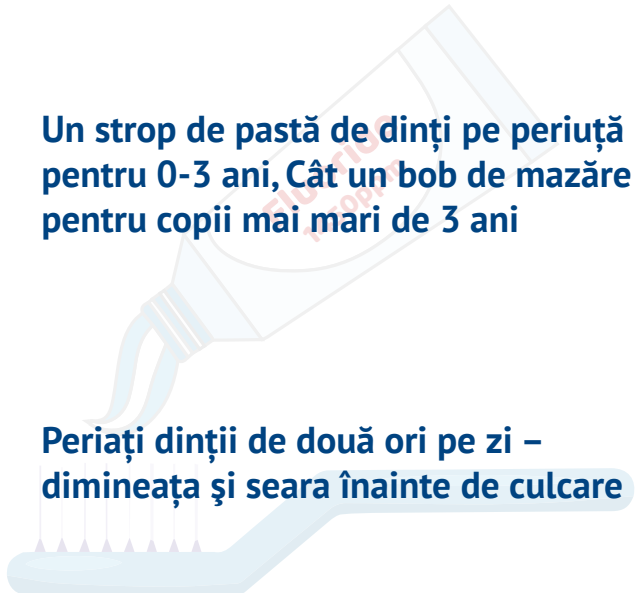 Un strop de pastă de dinți pe periuță
pentru 0-3 ani, Cât un bob de mazăre
pentru copii mai mari de 3 ani
Fluoride
Periați dinții de două ori pe zi –
dimineața şi seara înainte de culcare